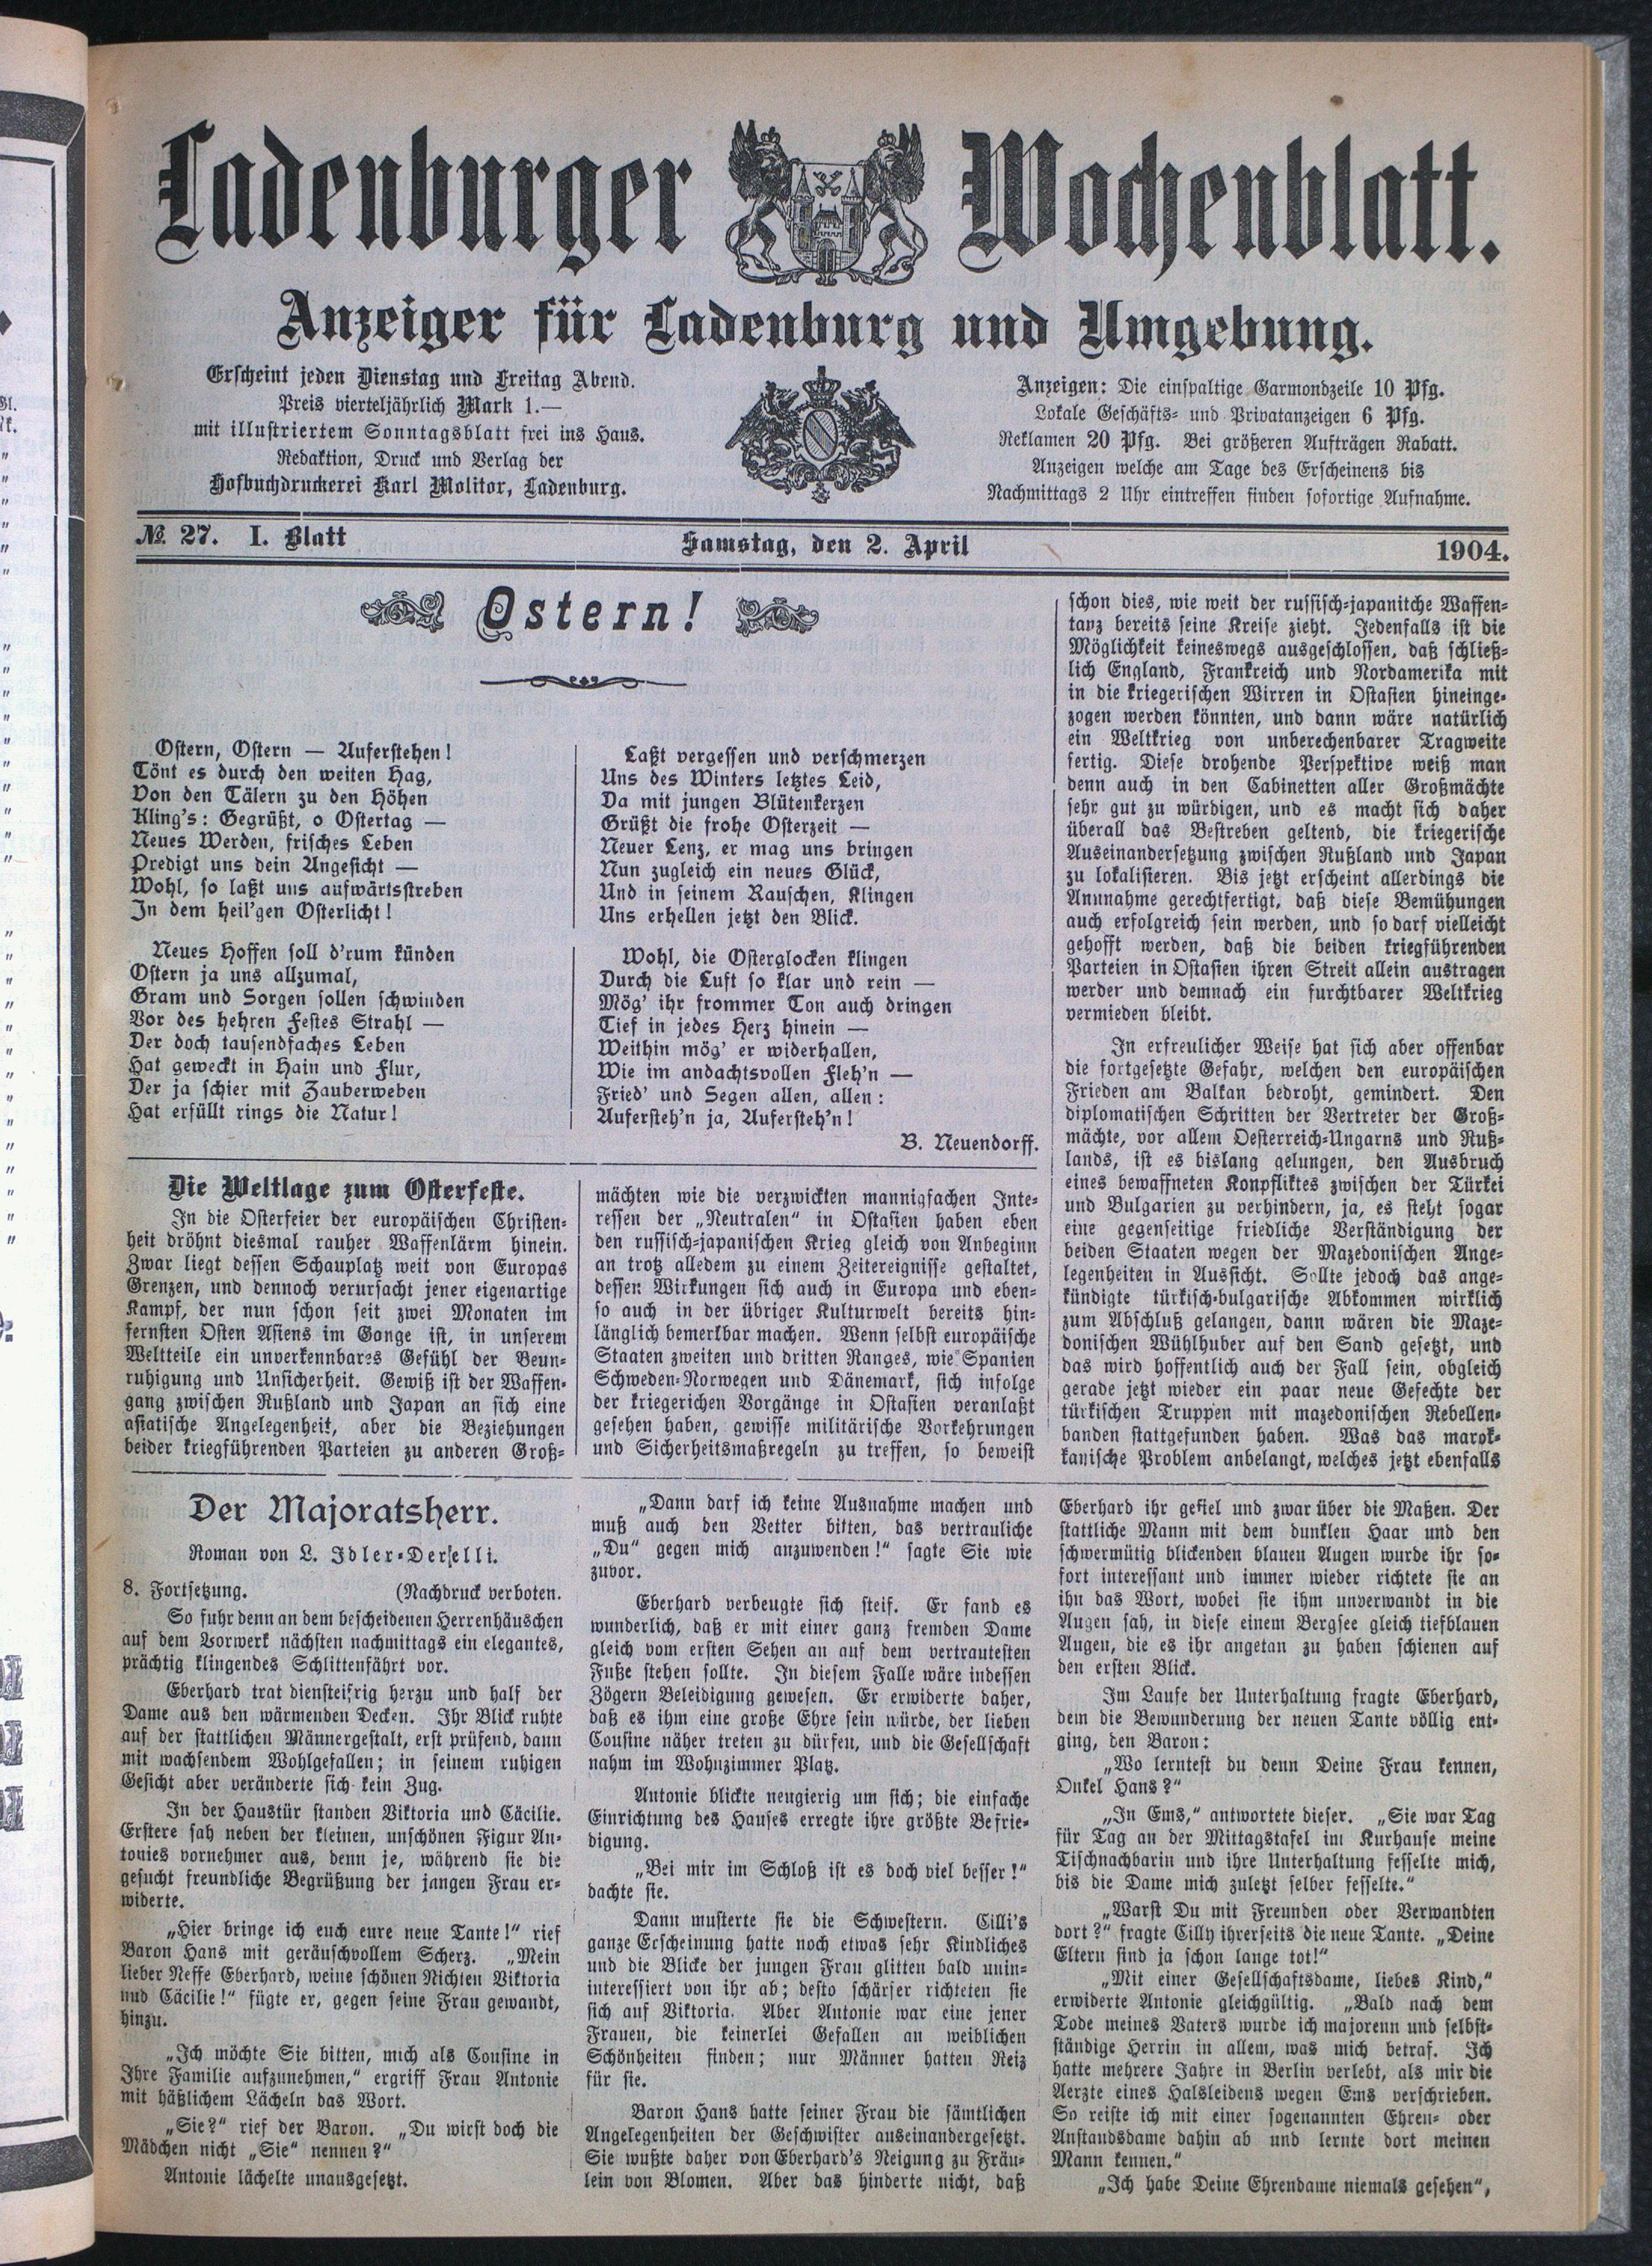 Ladenburger Wochenblatt.
Anzeiger für Ladenburg und Umgebung.
Erscheint jeden Dienstag und Freitag Abend.
Preis vierteljährlich Mark 1.—
mit illustriertem Sonntagsblatt frei ins Haus.
Redaktion, Druck und Verlag der
Hofbuchdruckerei Karl Molitor, Ladenburg.
Anzeigen: Die einspaltige Garmondzeile 10 Pfg.
Lokale Geschäfts- und Privatanzeigen 6 Pfg.
Reklamen 20 Pfg. Bei größeren Aufträgen Rabatt.
Anzeigen welche am Tage des Erscheinens bis
Nachmittags 2 Uhr eintreffen finden sofortige Aufnahme.
№ 27. I. Blatt Samstag, den 2. April 1904.
Ostern!
Ostern, Ostern — Auferstehen!
Tönt es durch den weiten Hag,
Von den Tälern zu den Höhen
Kling's: Gegrüßt, o Ostertag —
Neues Werden, frisches Leben
Predigt uns dein Angesicht —
Wohl, so laßt uns aufwärtsstreben
In dem heil'gen Osterlicht!
Neues Hoffen soll d'rum künden
Ostern ja uns allzumal,
Gram und Sorgen sollen schwinden
Vor des hehren Festes Strahl —
Der doch tausendfaches Leben
Hat geweckt in Hain und Flur,
Der ja schier mit Zauberweben
Hat erfüllt rings die Natur!
Laßt vergessen und verschmerzen
Uns des Winters letztes Leid,
Da mit jungen Blütenkerzen
Grüßt die frohe Osterzeit —
Neuer Lenz, er mag uns bringen
Nun zugleich ein neues Glück,
Und in seinem Rauschen, Klingen
Uns erhellen jetzt den Blick.
Wohl, die Osterglocken klingen
Durch die Luft so klar und rein —
Mög' ihr frommer Ton auch dringen
Tief in jedes Herz hinein —
Weithin mög' er widerhallen,
Wie im andachtsvollen Fleh'n —
Fried' und Segen allen, allen:
Aufersteh'n ja, Aufersteh'n!
B. Neuendorff.
Die Weltlage zum Osterfeste.
In die Osterfeier der europäischen Christen-
heit dröhnt diesmal rauher Waffenlärm hinein.
Zwar liegt dessen Schauplatz weit von Europas
Grenzen, und dennoch verursacht jener eigenartige
Kampf, der nun schon seit zwei Monaten im
fernsten Osten Asiens im Gange ist, in unserem
Weltteile ein unverkennbares Gefühl der Beun-
ruhigung und Unsicherheit. Gewiß ist der Waffen-
gang zwischen Rußland und Japan an sich eine
asiatische Angelegenheit, aber die Beziehungen
beider kriegführenden Parteien zu anderen Groß-
mächten wie die verzwickten mannigfachen Inte-
ressen der „Neutralen“ in Ostasien haben eben
den russisch-japanischen Krieg gleich von Anbeginn
an trotz alledem zu einem Zeitereignisse gestaltet,
dessen Wirkungen sich auch in Europa und eben-
so auch in der übriger Kulturwelt bereits hin-
länglich bemerkbar machen. Wenn selbst europäische
Staaten zweiten und dritten Ranges, wie Spanien
Schweden-Norwegen und Dänemark, sich infolge
der kriegerichen Vorgänge in Ostasien veranlaßt
gesehen haben, gewisse militärische Vorkehrungen
und Sicherheitsmaßregeln zu treffen, so beweist
schon dies, wie weit der russisch-japanitche Waffen-
tanz bereits seine Kreise zieht. Jedenfalls ist die
Möglichkeit keineswegs ausgeschlossen, daß schließ-
lich England, Frankreich und Nordamerika mit
in die kriegerischen Wirren in Ostasien hineinge-
zogen werden könnten, und dann wäre natürlich
ein Weltkrieg von unberechenbarer Tragweite
fertig. Diese drohende Perspektive weiß man
denn auch in den Cabinetten aller Großmächte
sehr gut zu würdigen, und es macht sich daher
überall das Bestreben geltend, die kriegerische
Auseinandersetzung zwischen Rußland und Japan
zu lokalisieren. Bis jetzt erscheint allerdings die
Annnahme gerechtfertigt, daß diese Bemühungen
auch erfolgreich sein werden, und so darf vielleicht
gehofft werden, daß die beiden kriegführenden
Parteien in Ostasien ihren Streit allein austragen
werder und demnach ein furchtbarer Weltkrieg
vermieden bleibt.
In erfreulicher Weise hat sich aber offenbar
die fortgesetzte Gefahr, welchen den europäischen
Frieden am Balkan bedroht, gemindert. Den
diplomatischen Schritten der Vertreter der Groß-
mächte, vor allem Oesterreich-Ungarns und Ruß-
lands, ist es bislang gelungen, den Ausbruch
eines bewaffneten Konpfliktes zwischen der Türkei
und Bulgarien zu verhindern, ja, es steht sogar
eine gegenseitige friedliche Verständigung der
beiden Staaten wegen der Mazedonischen Ange-
legenheiten in Aussicht. Sollte jedoch das ange-
kündigte türkisch-bulgarische Abkommen wirklich
zum Abschluß gelangen, dann wären die Maze-
donischen Wühlhuber auf den Sand gesetzt, und
das wird hoffentlich auch der Fall sein, obgleich
gerade jetzt wieder ein paar neue Gefechte der
türkischen Truppen mit mazedonischen Rebellen-
banden stattgefunden haben. Was das marok-
kanische Problem anbelangt, welches jetzt ebenfalls
Der Majoratsherr.
Roman von L. Idler-Derselli.
8. Fortsetzung. (Nachdruck verboten.
So fuhr denn an dem bescheidenen Herrenhäuschen
auf dem Vorwerk nächsten nachmittags ein elegantes,
prächtig klingendes Schlittenfährt vor.
Eberhard trat diensteifrig herzu und half der
Dame aus den wärmenden Decken. Ihr Blick ruhte
auf der stattlichen Männergestalt, erst prüfend, dann
mit wachsendem Wohlgefallen; in seinem ruhigen
Gesicht aber veränderte sich kein Zug.
In der Haustür standen Viktoria und Cäcilie.
Erstere sah neben der kleinen, unschönen Figur An-
tonies vornehmer aus, denn je, während sie die
gesucht freundliche Begrüßung der jangen Frau er-
widerte.
„Hier bringe ich euch eure neue Tante!“ rief
Baron Hans mit geräuschvollem Scherz. „Mein
lieber Neffe Eberhard, weine schönen Nichten Viktoria
und Cäcilie!“ fügte er, gegen seine Frau gewandt,
hinzu.
„Ich möchte Sie bitten, mich als Cousine in
Ihre Familie aufzunehmen,“ ergriff Frau Antonie
mit häßlichem Lächeln das Wort.
„Sie?“ rief der Baron. „Du wirst doch die
Mädchen nicht „Sie“ nennen?“
Antonie lächelte unausgesetzt.
„Dann darf ich keine Ausnahme machen und
muß auch den Vetter bitten, das vertrauliche
„Du“ gegen mich anzuwenden!“ sagte Sie wie
zuvor.
Eberhard verbeugte sich steif. Er fand es
wunderlich, daß er mit einer ganz fremden Dame
gleich vom ersten Sehen an auf dem vertrautesten
Fuße stehen sollte. In diesem Falle wäre indessen
Zögern Beleidigung gewesen. Er erwiderte daher,
daß es ihm eine große Ehre sein würde, der lieben
Cousine näher treten zu dürfen, und die Gesellschaft
nahm im Wohnzimmer Platz.
Antonie blickte neugierig um sich; die einfache
Einrichtung des Hauses erregte ihre größte Befrie-
digung.
„Bei mir im Schloß ist es doch viel besser!“
dachte sie.
Dann musterte sie die Schwestern. Cilli's
ganze Erscheinung hatte noch etwas sehr Kindliches
und die Blicke der jungen Frau glitten bald unin-
interessiert von ihr ab; desto schärfer richteten sie
sich auf Viktoria. Aber Antonie war eine jener
Frauen, die keinerlei Gefallen an weiblichen
Schönheiten finden; nur Männer hatten Reiz
für sie.
Baron Hans hatte seiner Frau die sämtlichen
Angelegenheiten der Geschwister auseinandergesetzt.
Sie wußte daher von Eberhard's Neigung zu Fräu-
lein von Blomen. Aber das hinderte nicht, daß
Eberhard ihr gefiel und zwar über die Maßen. Der
stattliche Mann mit dem dunklen Haar und den
schwermütig blickenden blauen Augen wurde ihr so-
fort interessant und immer wieder richtete sie an
ihn das Wort, wobei sie ihm unverwandt in die
Augen sah, in diese einem Bergsee gleich tiefblauen
Augen, die es ihr angetan zu haben schienen auf
den ersten Blick.
Im Laufe der Unterhaltung fragte Eberhard,
dem die Bewunderung der neuen Tante völlig ent-
ging, den Baron:
„Wo lerntest du denn Deine Frau kennen,
Onkel Hans?“
„In Ems,“ antwortete dieser. „Sie war Tag
für Tag an der Mittagstafel im Kurhause meine
Tischnachbarin und ihre Unterhaltung fesselte mich,
bis die Dame mich zuletzt selber fesselte.“
„Warst Du mit Freunden oder Verwandten
dort?“ fragte Cilly ihrerseits die neue Tante. „Deine
Eltern sind ja schon lange tot!“
„Mit einer Gesellschaftsdame, liebes Kind,“
erwiderte Antonie gleichgültig. „Bald nach dem
Tode meines Vaters wurde ich majorenn und selbst-
ständige Herrin in allem, was mich betraf. Ich
hatte mehrere Jahre in Berlin verlebt, als mir die
Aerzte eines Halsleidens wegen Ems verschrieben.
So reiste ich mit einer sogenannten Ehren- oder
Anstandsdame dahin ab und lernte dort meinen
Mann kennen.“
„Ich habe Deine Ehrendame niemals gesehen“,